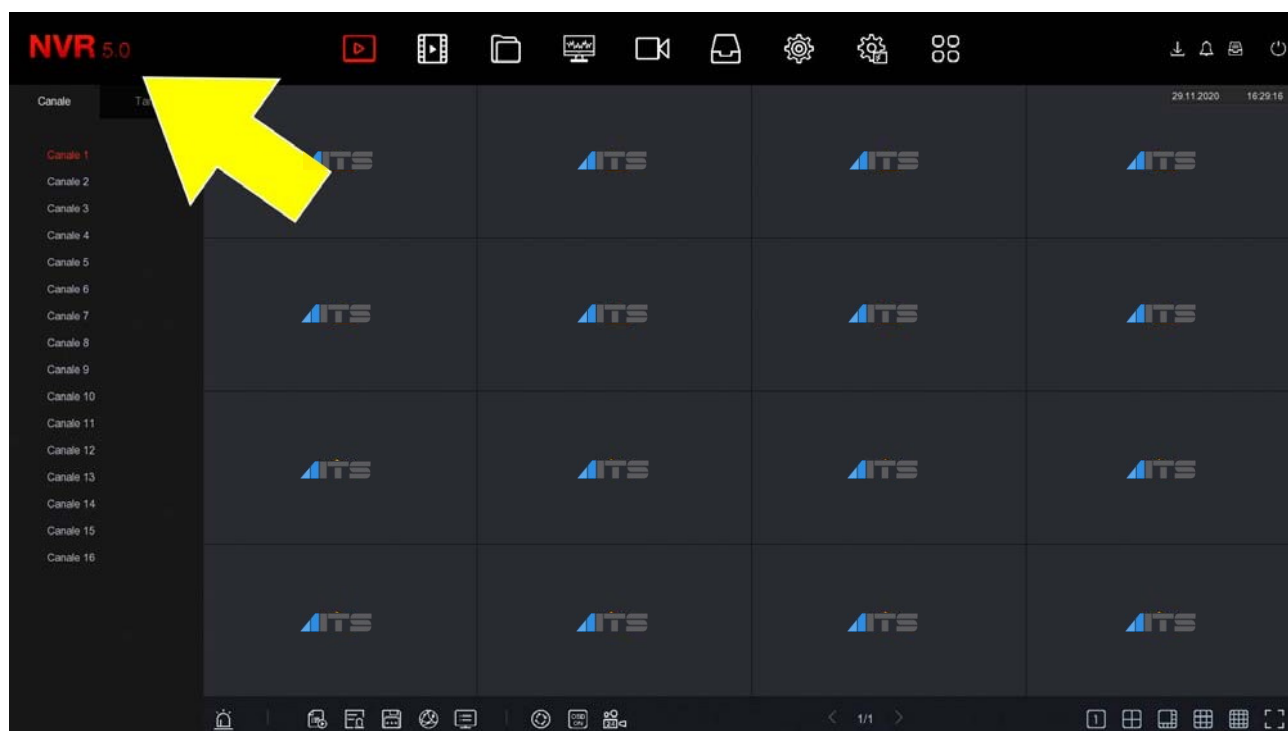 NVR 5.0
Canale
29.11.2020 16:29:16
Canale 1
Canale 2
Canale 3
Canale 4
Canale 5
Canale 6
Canale 7
Canale 8
Canale 9
Canale 10
Canale 11
Canale 12
Canale 13
Canale 14
Canale 15
Canale 16
ITS ITS ITS ITS
ITS ITS ITS ITS
ITS ITS ITS ITS
ITS ITS ITS ITS
OSD
ON
1/1
1